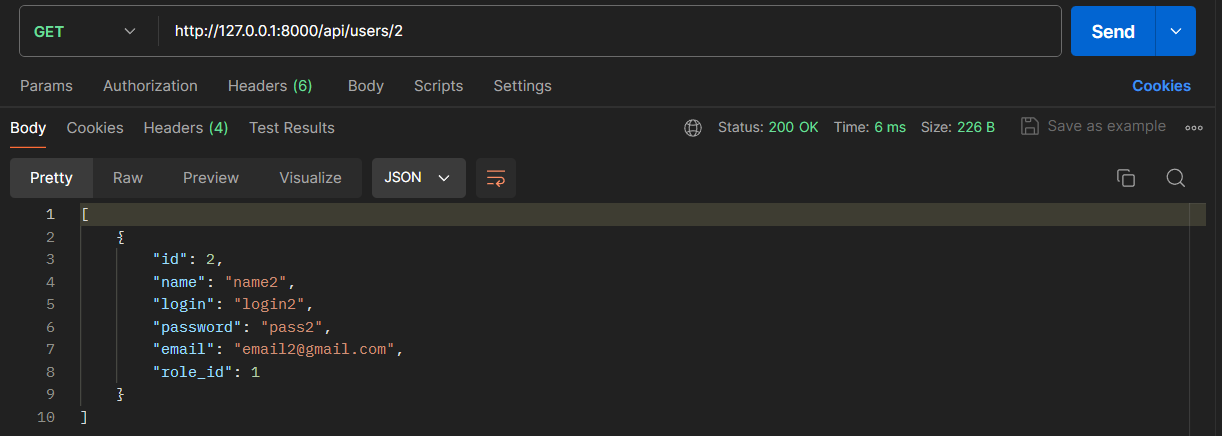 GET http://127.0.0.1:8000/api/users/2 Send
Params Authorization Headers (6) Body Scripts Settings Cookies
Body Cookies Headers (4) Test Results Status: 200 OK Time: 6 ms Size: 226 B Save as example
Pretty Raw Preview Visualize JSON
1 [
2 {
3 "id": 2,
4 "name": "name2",
5 "login": "login2",
6 "password": "pass2",
7 "email": "email2@gmail.com",
8 "role_id": 1
9 }
10 ]